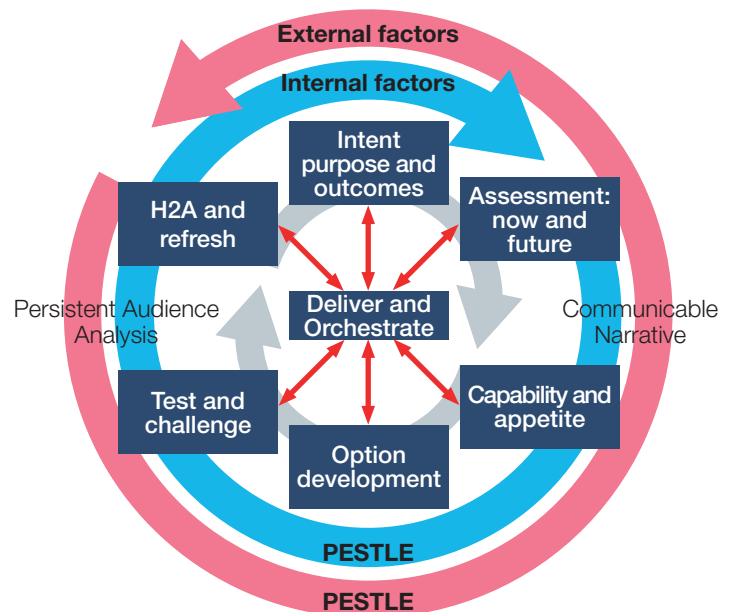 External factors
Internal factors
Intent
purpose and
outcomes
H2A and
refresh
Assessment:
now and
future
Deliver and
Orchestrate
Persistent Audience
Analysis
Communicable
Narrative
Test and
challenge
Capability and
appetite
Option
development
PESTLE
PESTLE